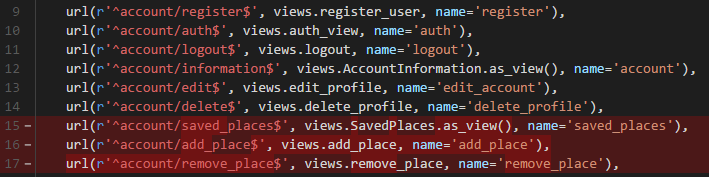 9 url(r'^account/register$', views.register_user, name='register'),
10 url(r'^account/auth$', views.auth_view, name='auth'),
11 url(r'^account/logout$', views.logout, name='logout'),
12 url(r'^account/information$', views.AccountInformation.as_view(), name='account'),
13 url(r'^account/edit$', views.edit_profile, name='edit_account'),
14 url(r'^account/delete$', views.delete_profile, name='delete_profile'),
15 – url(r'^account/saved_places$', views.SavedPlaces.as_view(), name='saved_places'),
16 – url(r'^account/add_place$', views.add_place, name='add_place'),
17 – url(r'^account/remove_place$', views.remove_place, name='remove_place'),